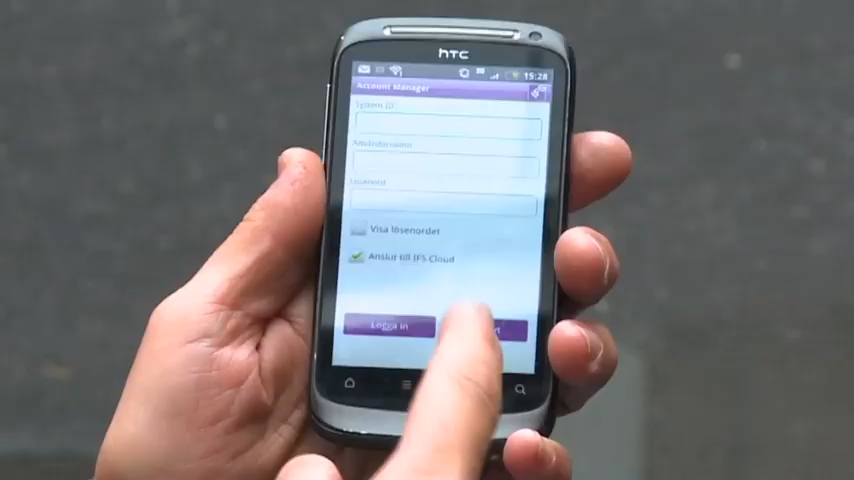 hTC
15:28
Account Manager
System ID
Användarnamn
Lösenord
Visa lösenordet
Anslut till IFS Cloud
Logga in